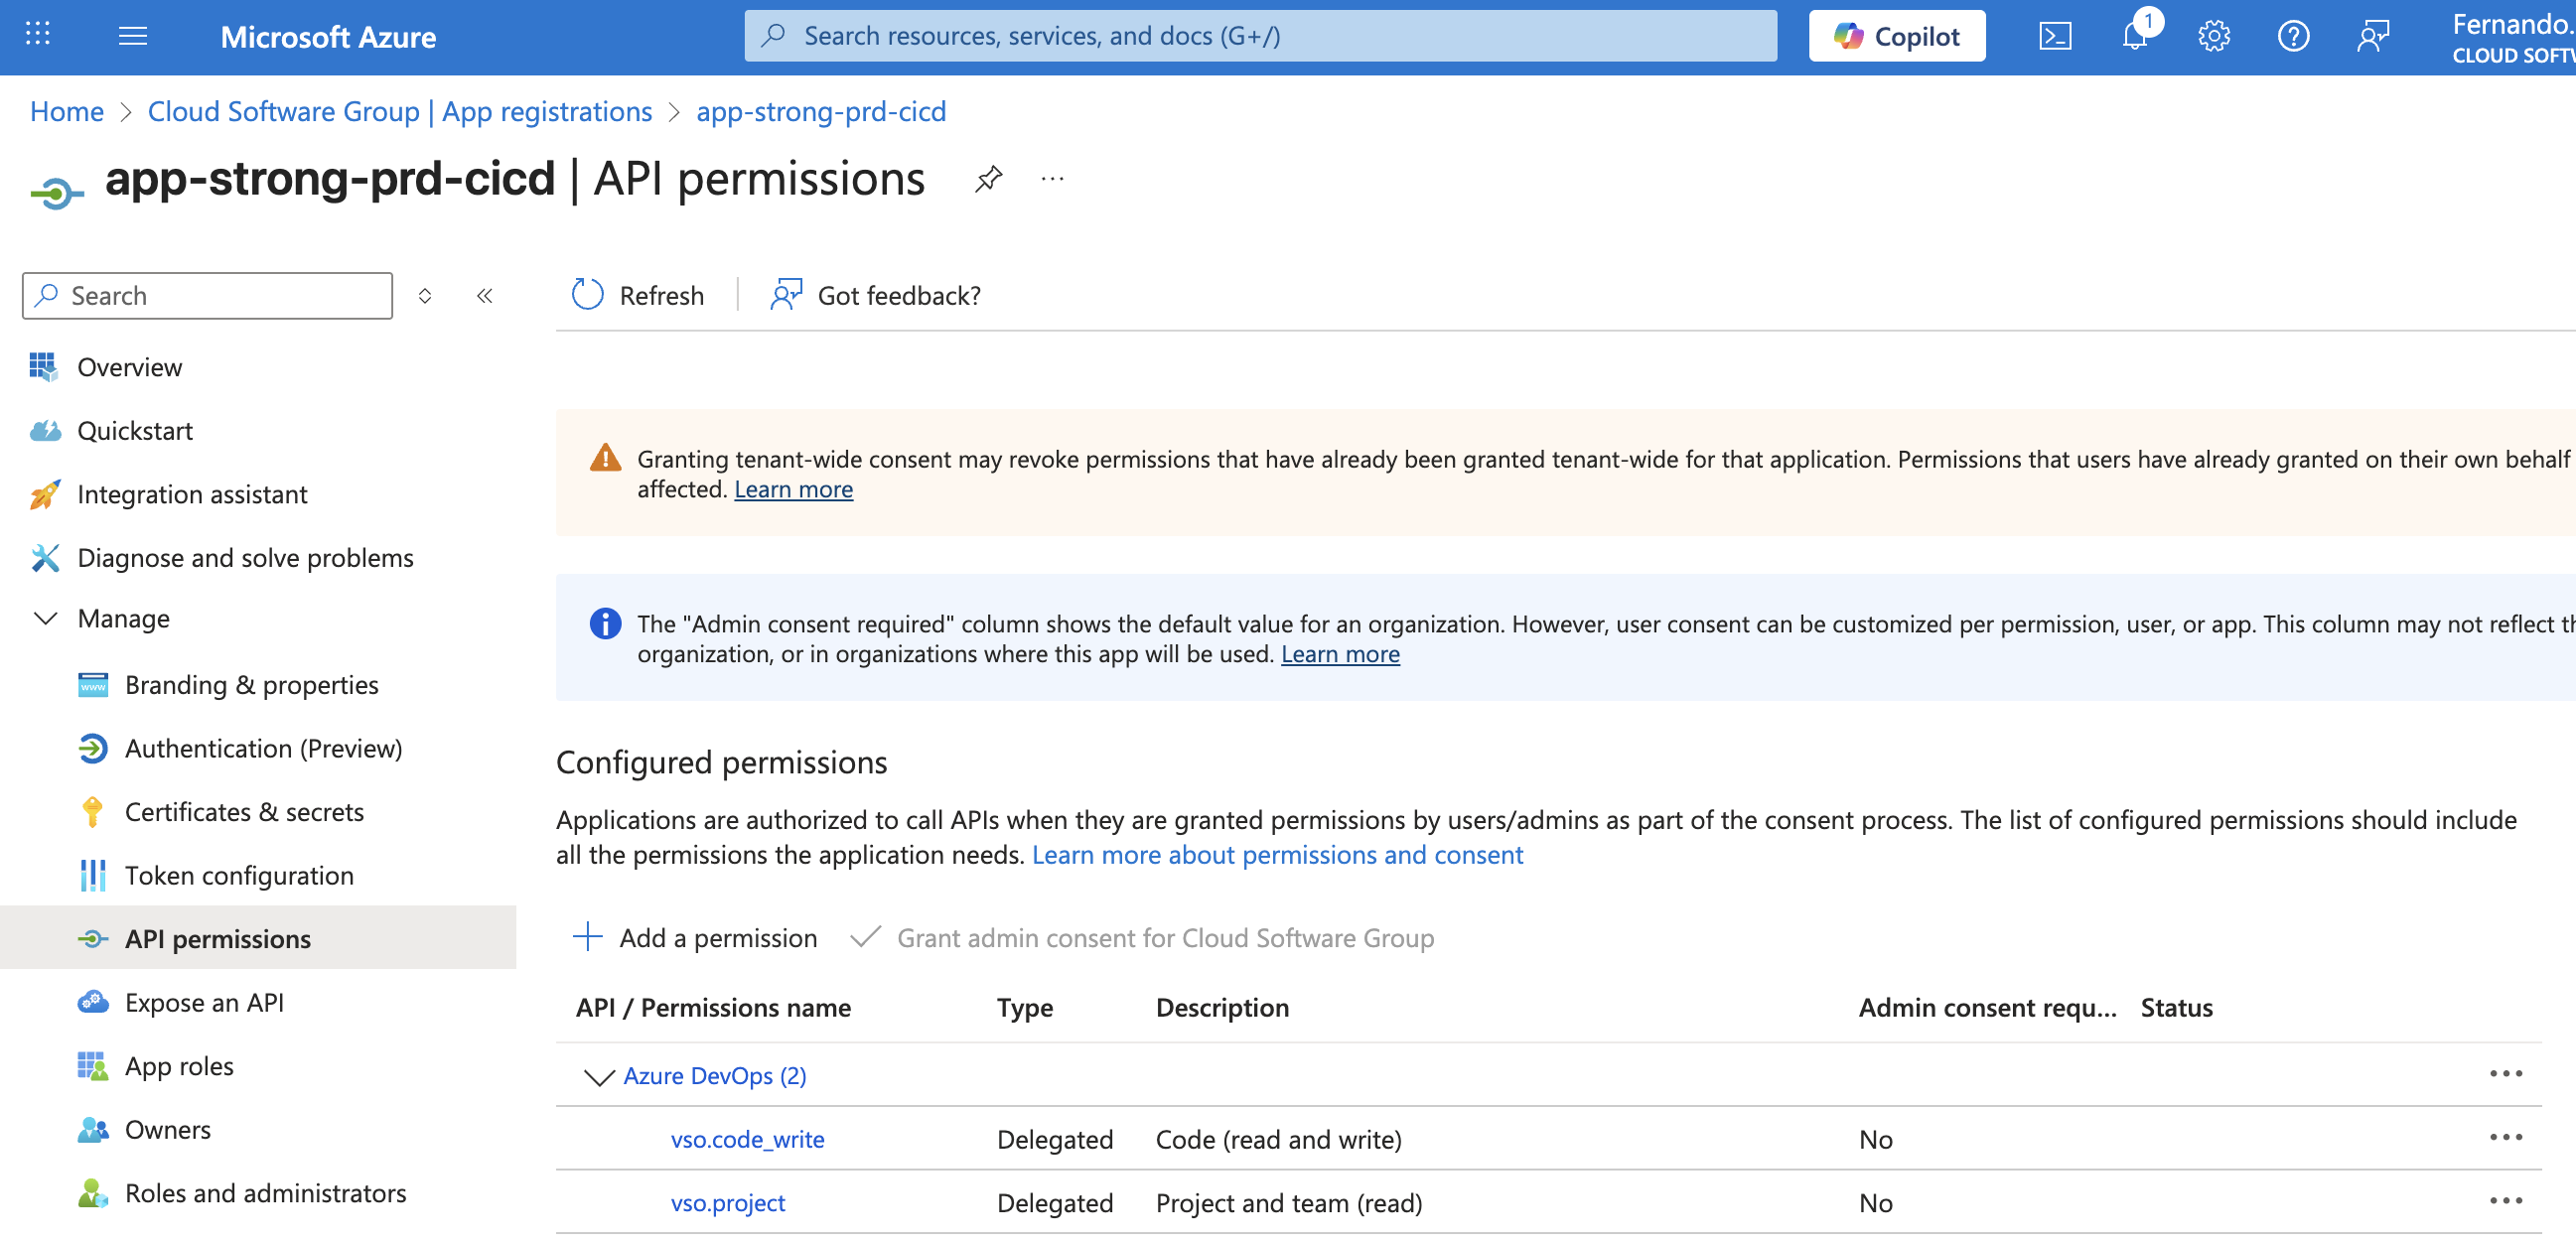 Microsoft Azure
Search resources, services, and docs (G+/)
Copilot
1
Fernando.
CLOUD SOFTW
Home > Cloud Software Group | App registrations > app-strong-prd-cicd
app-strong-prd-cicd | API permissions
Search
Refresh
Got feedback?
Overview
Quickstart
Integration assistant
Diagnose and solve problems
Manage
Branding & properties
Authentication (Preview)
Certificates & secrets
Token configuration
API permissions
Expose an API
App roles
Owners
Roles and administrators
Granting tenant-wide consent may revoke permissions that have already been granted tenant-wide for that application. Permissions that users have already granted on their own behalf
affected. Learn more
The "Admin consent required" column shows the default value for an organization. However, user consent can be customized per permission, user, or app. This column may not reflect th
organization, or in organizations where this app will be used. Learn more
Configured permissions
Applications are authorized to call APIs when they are granted permissions by users/admins as part of the consent process. The list of configured permissions should include
all the permissions the application needs. Learn more about permissions and consent
Add a permission
Grant admin consent for Cloud Software Group
API / Permissions name Type Description Admin consent requ... Status
Azure DevOps (2)
vso.code_write Delegated Code (read and write) No
vso.project Delegated Project and team (read) No